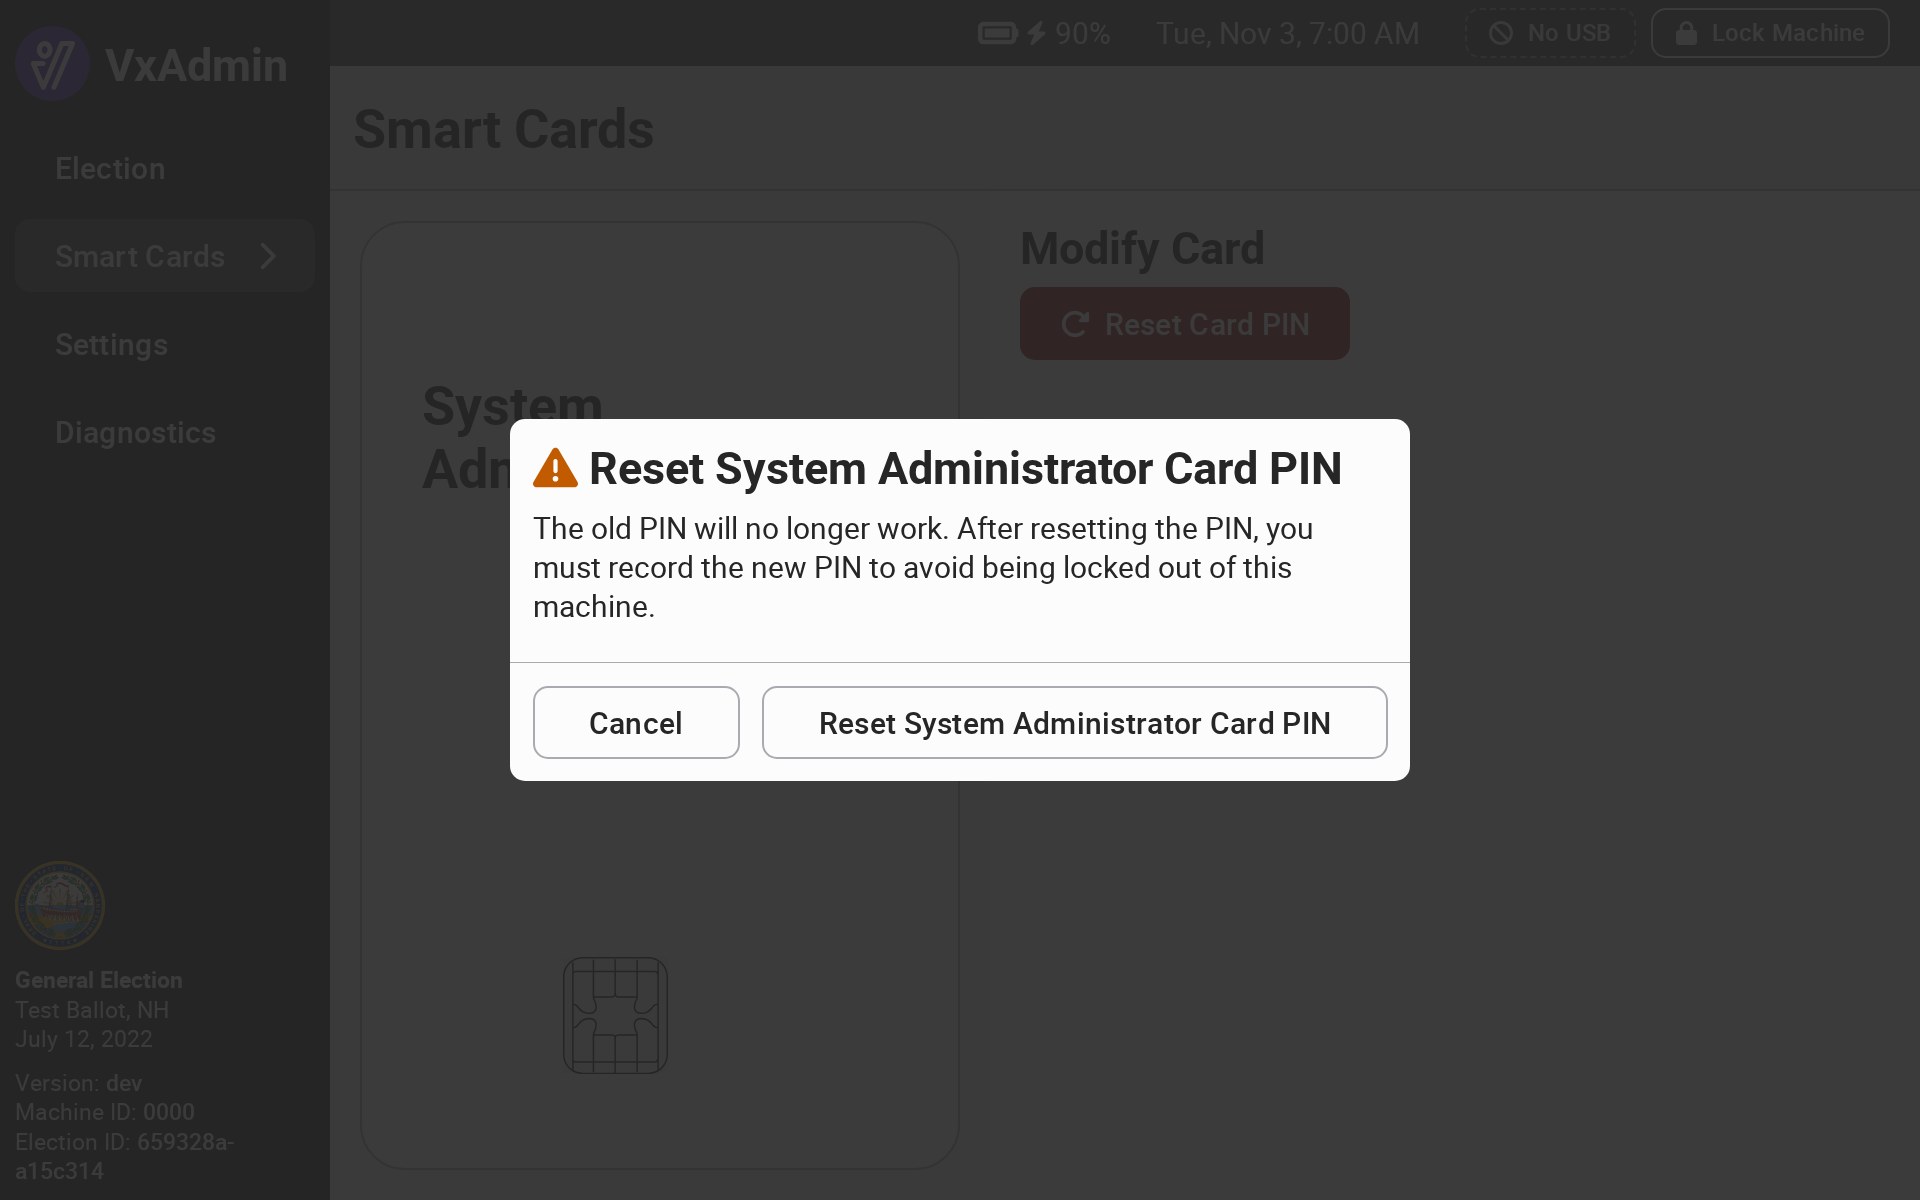 VxAdmin
Election
Smart Cards
Settings
Diagnostics
General Election
Test Ballot, NH
July 12, 2022
Version: dev
Machine ID: 0000
Election ID: 659328a-
a15c314
90%
Tue, Nov 3, 7:00 AM
No USB
Lock Machine
Smart Cards
System
Modify Card
Reset Card PIN
Reset System Administrator Card PIN
The old PIN will no longer work. After resetting the PIN, you
must record the new PIN to avoid being locked out of this
machine.
Cancel
Reset System Administrator Card PIN